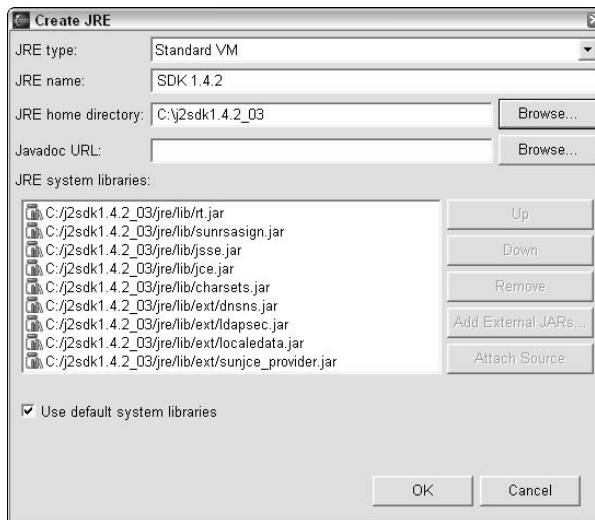 Create JRE
JRE type: Standard VM
JRE name: SDK 1.4.2
JRE home directory: C:\j2sdk1.4.2_03 Browse...
Javadoc URL: Browse...
JRE system libraries:
C:/j2sdk1.4.2_03/jre/lib/rt.jar Up
C:/j2sdk1.4.2_03/jre/lib/sunrsasign.jar
C:/j2sdk1.4.2_03/jre/lib/jsse.jar Down
C:/j2sdk1.4.2_03/jre/lib/jce.jar
C:/j2sdk1.4.2_03/jre/lib/charsets.jar Remove
C:/j2sdk1.4.2_03/jre/lib/ext/dnsns.jar
C:/j2sdk1.4.2_03/jre/lib/ext/ldapsec.jar Add External JARs...
C:/j2sdk1.4.2_03/jre/lib/ext/localedata.jar
C:/j2sdk1.4.2_03/jre/lib/ext/sunjce_provider.jar Attach Source
Use default system libraries
OK Cancel